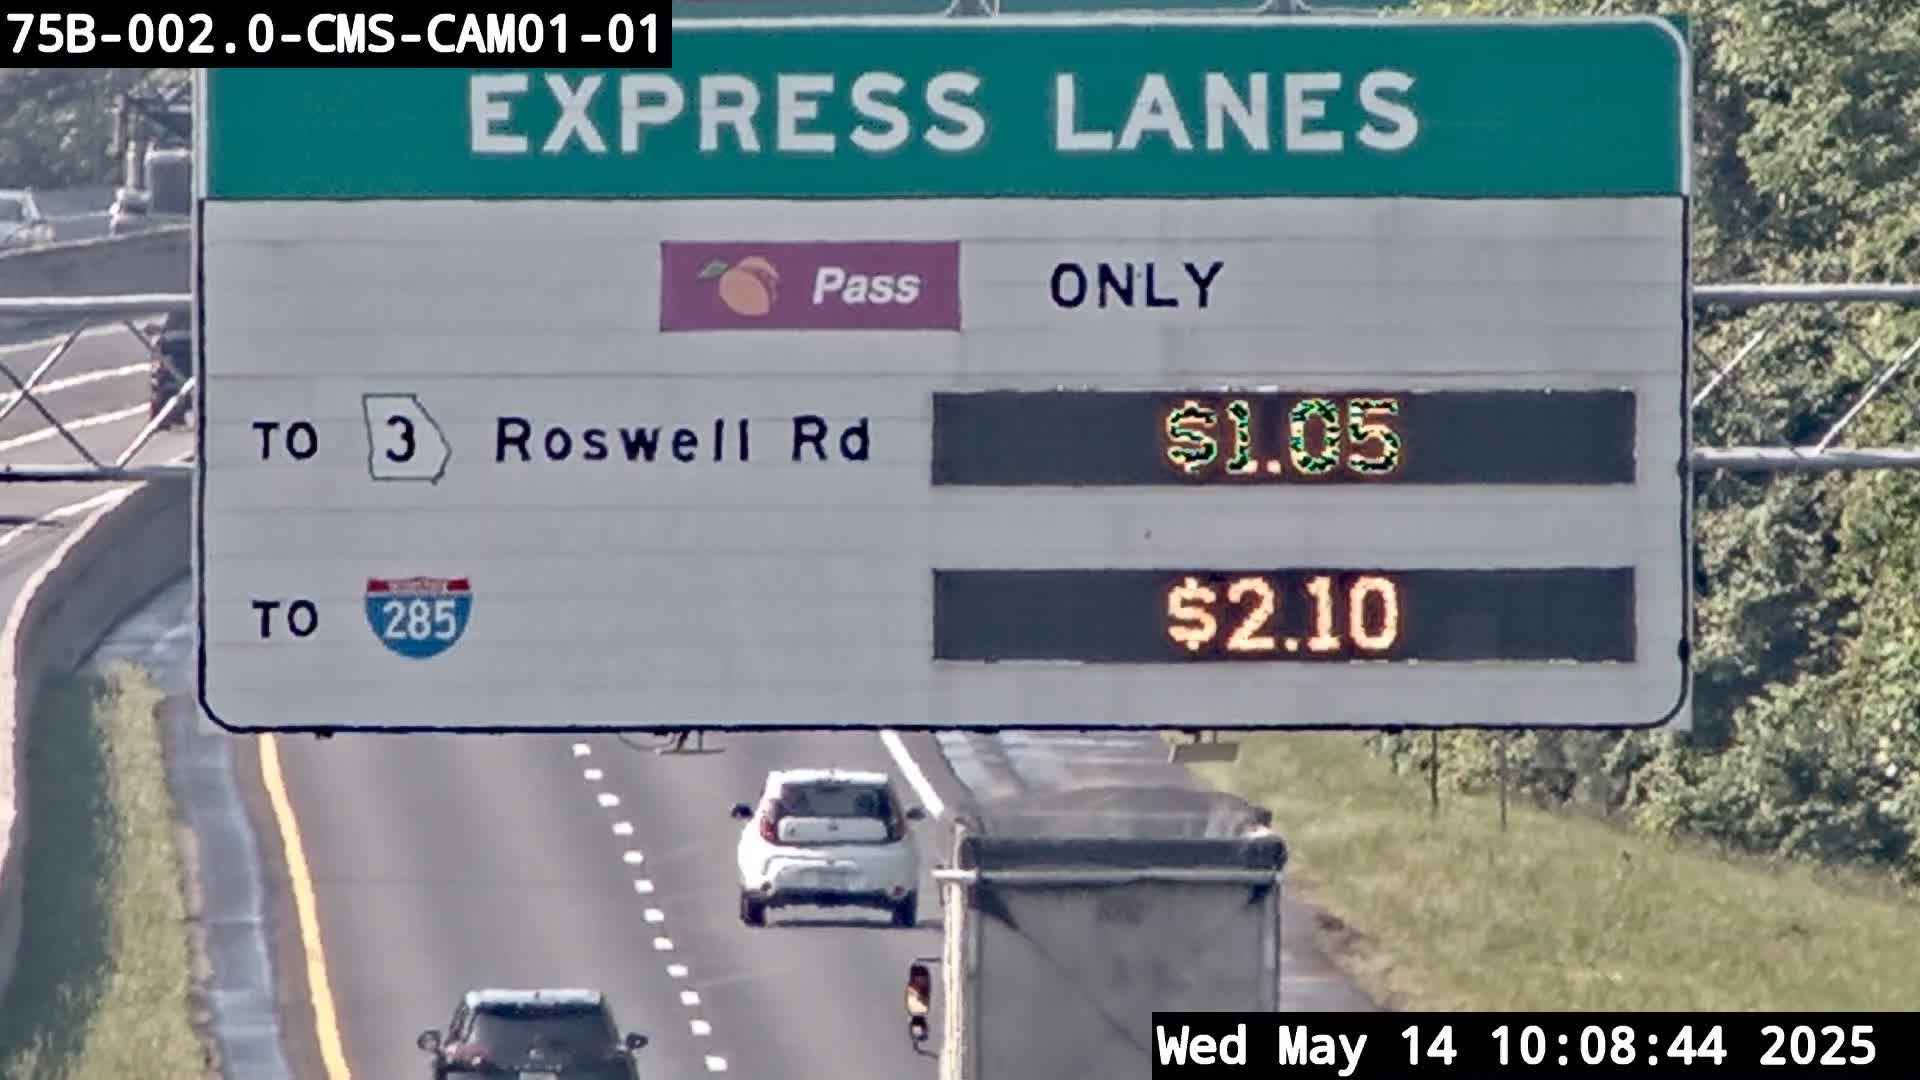 75B-002.0-CMS-CAM01-01
EXPRESS LANES
Pass ONLY
TO 3 Roswell Rd $1.05
TO 285 $2.10
Wed May 14 10:08:44 2025